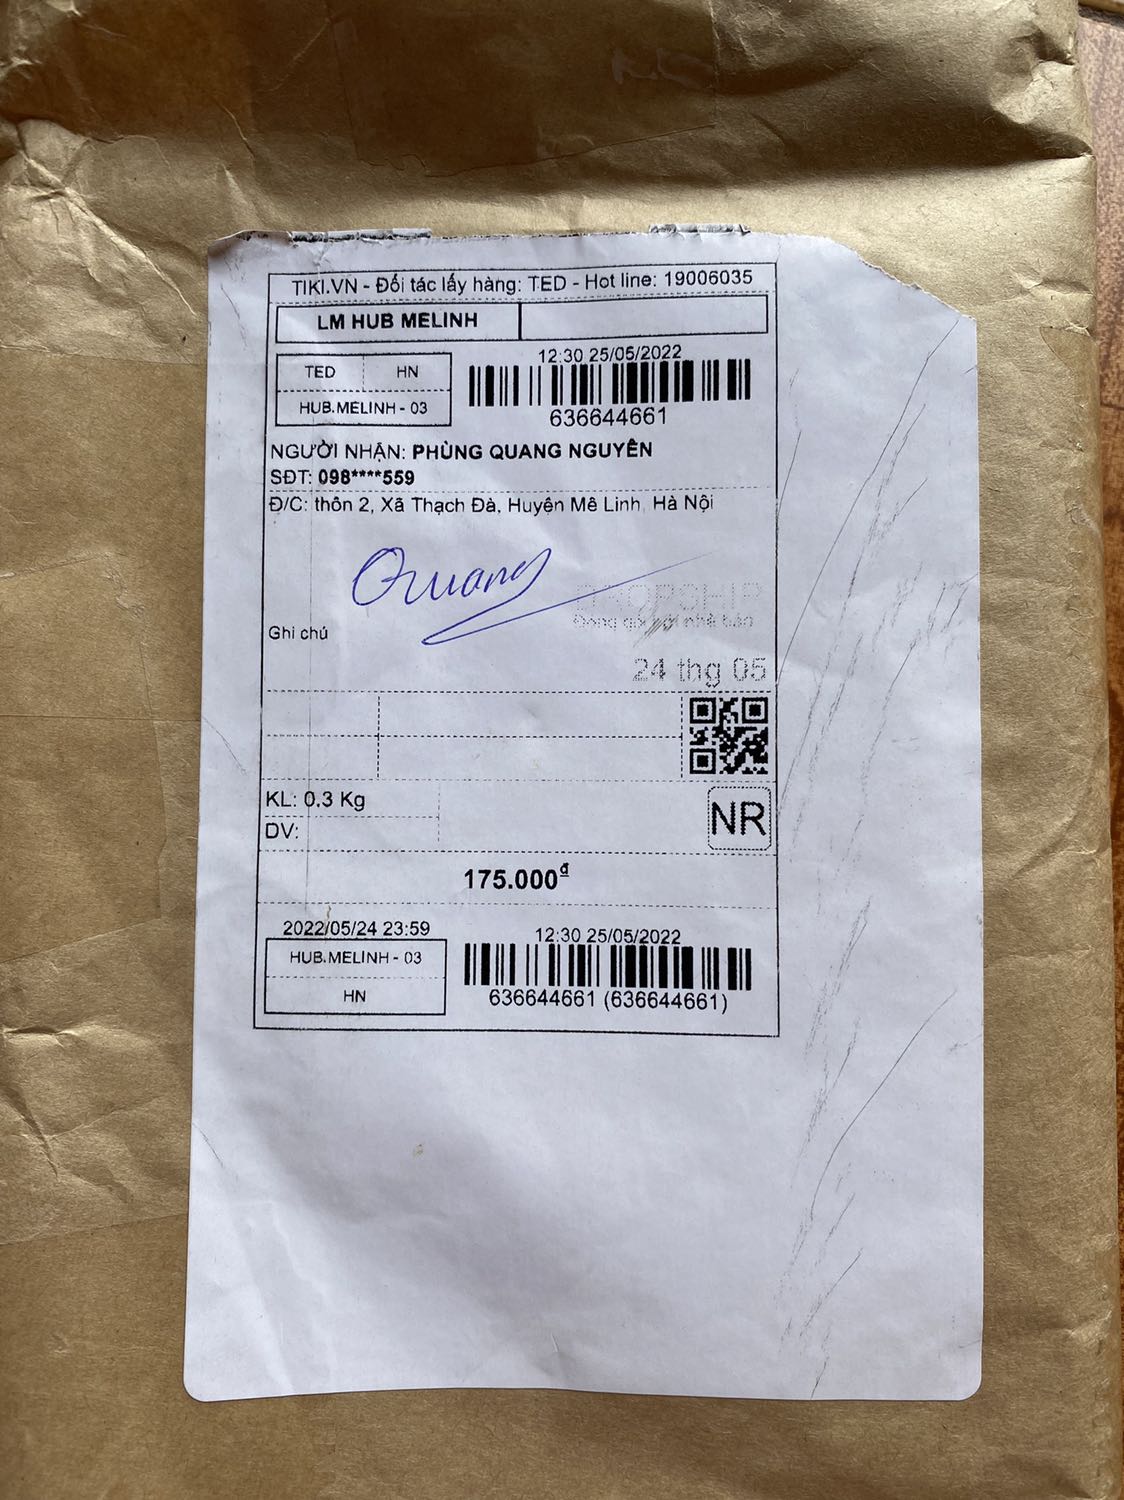 TIKI.VN - Đối tác lấy hàng: TED - Hot line: 19006035
LM HUB MELINH
TED HN
HUB.MELINH - 03
12:30 25/05/2022
636644661
NGƯỜI NHẬN: PHÙNG QUANG NGUYÊN
SĐT: 098****559
Đ/C: thôn 2, Xã Thạch Đà, Huyện Mê Linh, Hà Nội
Quang
Ghi chú
24 thg 05
KL: 0.3 Kg
DV:
NR
175.000₫
2022/05/24 23:59
HUB.MELINH - 03
HN
12:30 25/05/2022
636644661 (636644661)